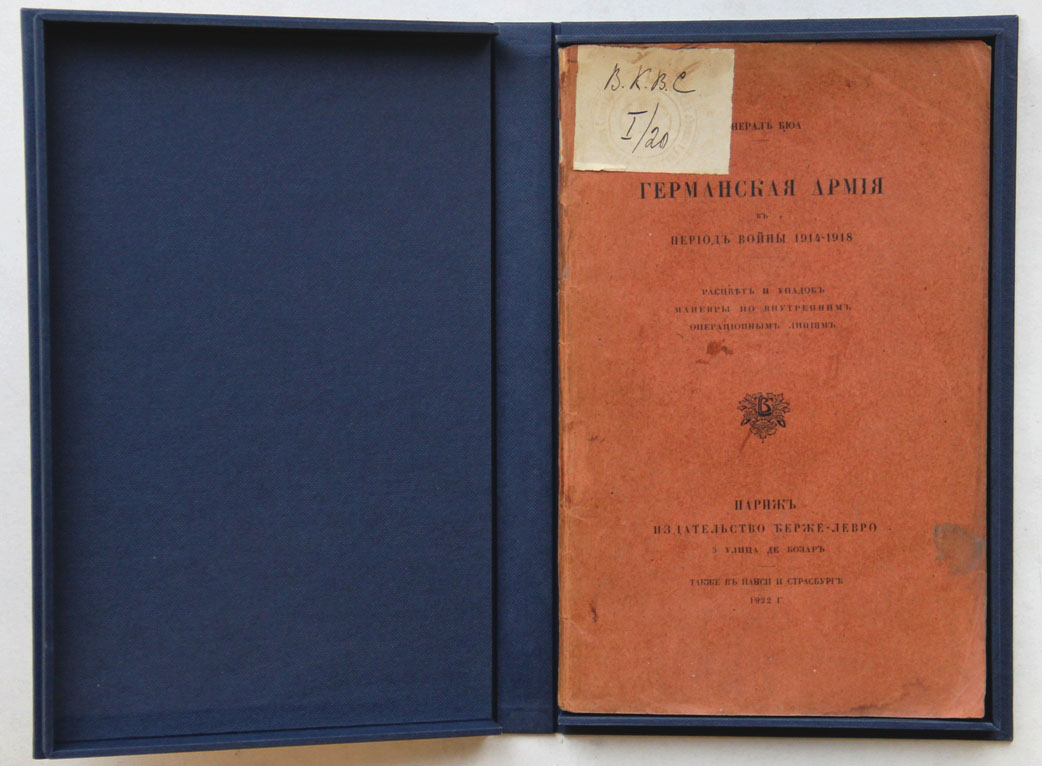 В. К. В. С
I/20
НЕРАЛЪ БЮА
ГЕРМАНСКАЯ АРМІЯ
ВЪ
ПЕРІОДЪ ВОЙНЫ 1914-1918
РАСЦВѢТЪ И УПАДОКЪ
МАНЕВРЫ ПО ВНУТРЕННИМЪ
ОПЕРАЦІОННЫМЪ ЛИНІЯМЪ
ПАРИЖЪ
ИЗДАТЕЛЬСТВО БЕРЖЕ-ЛЕВРО
5 УЛИЦА ДЕ БОЗАРЪ
ТАКЖЕ ВЪ НАНСИ И СТРАСБУРГѢ
1922 Г.